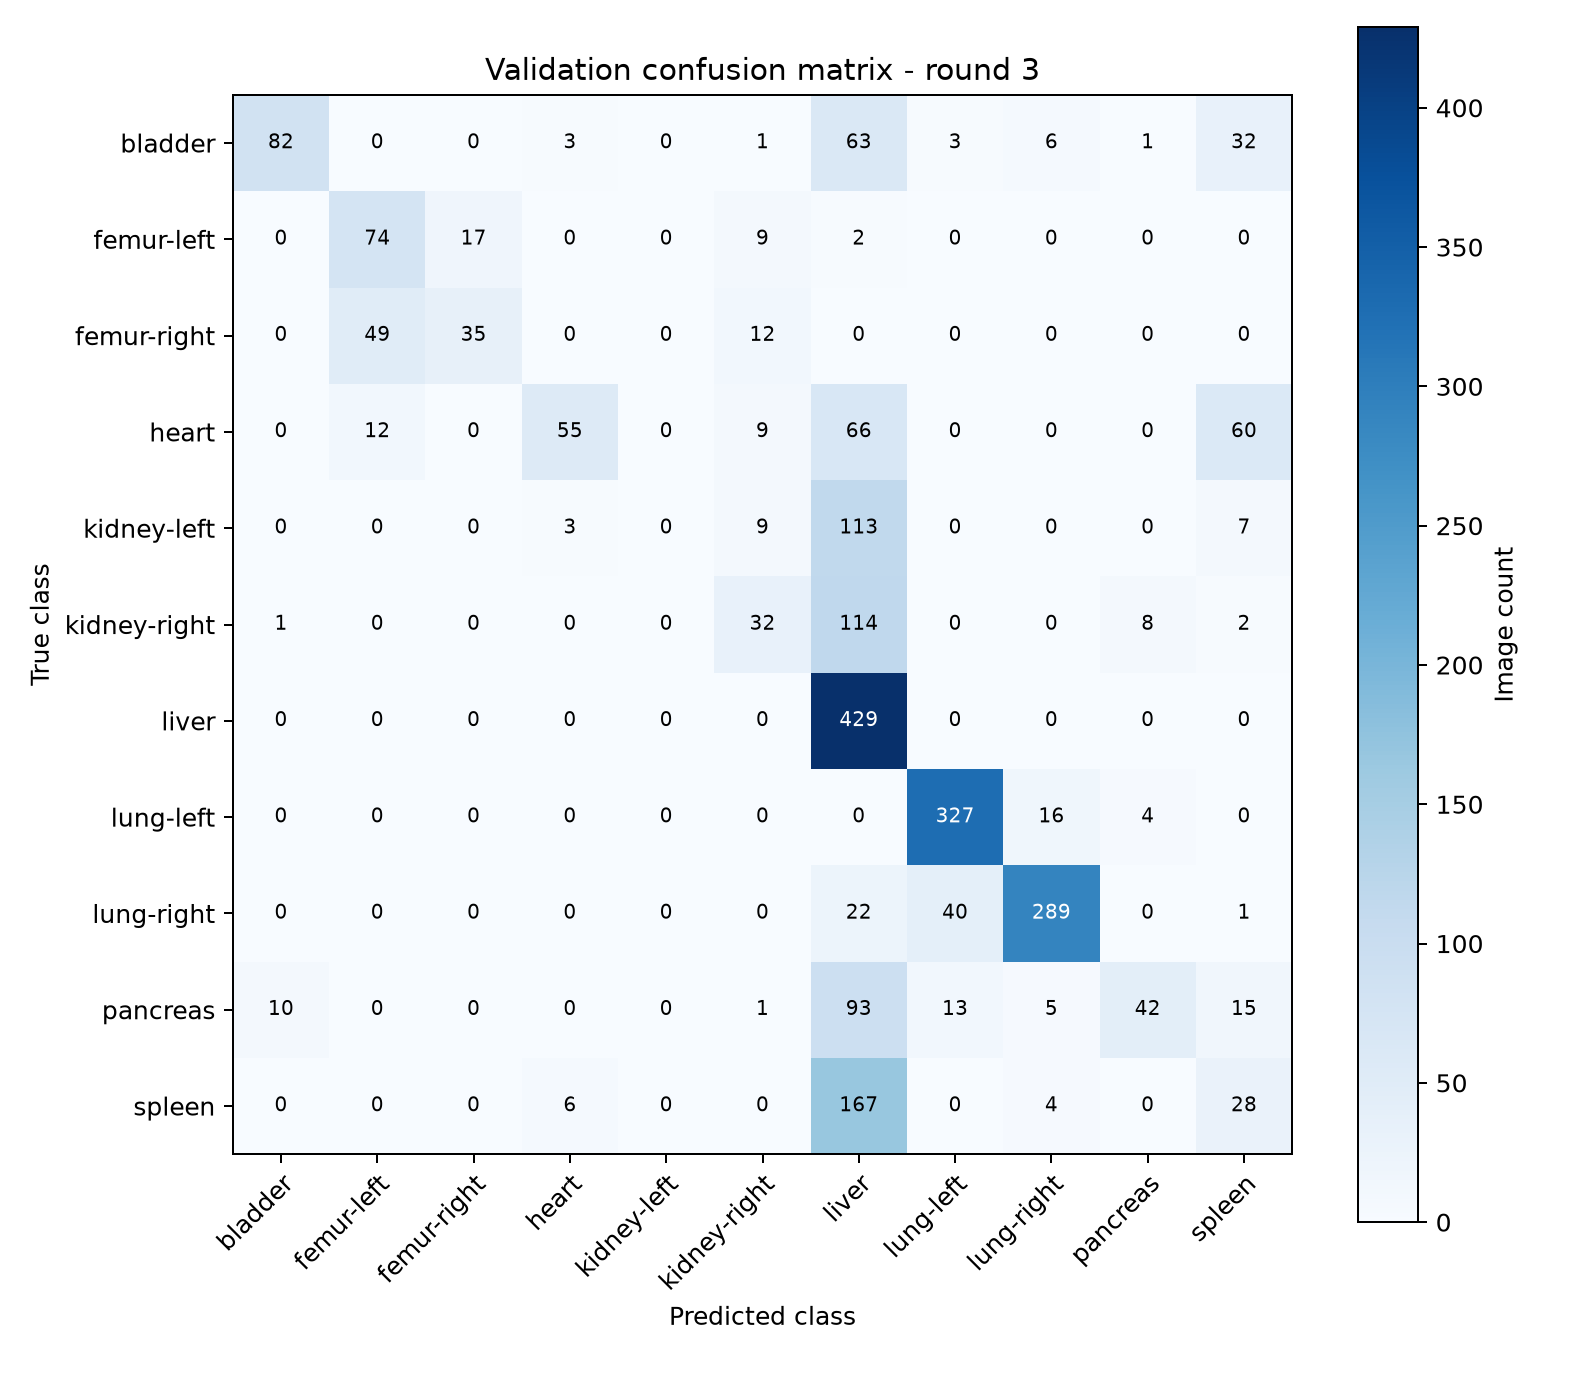 Validation confusion matrix - round 3
True class
bladder 82 0 0 3 0 1 63 3 6 1 32
femur-left 0 74 17 0 0 9 2 0 0 0 0
femur-right 0 49 35 0 0 12 0 0 0 0 0
heart 0 12 0 55 0 9 66 0 0 0 60
kidney-left 0 0 0 3 0 9 113 0 0 0 7
kidney-right 1 0 0 0 0 32 114 0 0 8 2
liver 0 0 0 0 0 0 429 0 0 0 0
lung-left 0 0 0 0 0 0 0 327 16 4 0
lung-right 0 0 0 0 0 0 22 40 289 0 1
pancreas 10 0 0 0 0 1 93 13 5 42 15
spleen 0 0 0 6 0 0 167 0 4 0 28
bladder femur-left femur-right heart kidney-left kidney-right liver lung-left lung-right pancreas spleen
Predicted class
400
350
300
250
200
150
100
50
0
Image count